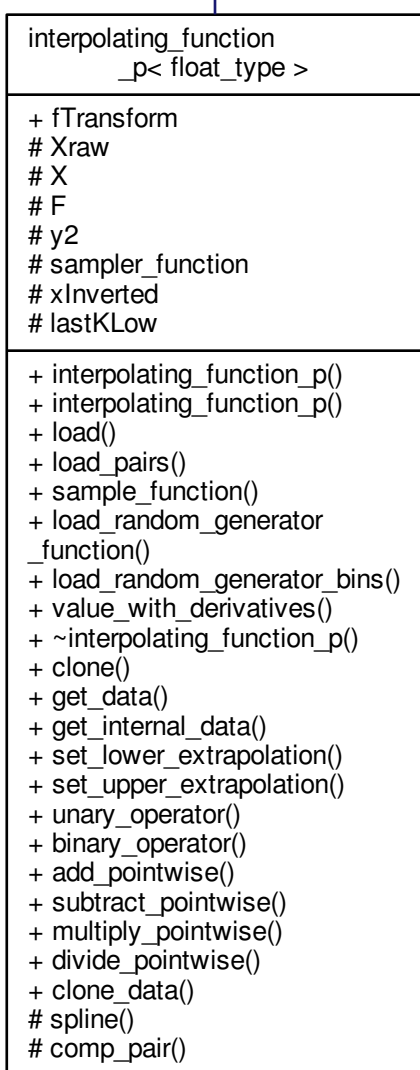 interpolating_function
_p< float_type >
+ fTransform
# Xraw
# X
# F
# y2
# sampler_function
# xInverted
# lastKLow
+ interpolating_function_p()
+ interpolating_function_p()
+ load()
+ load_pairs()
+ sample_function()
+ load_random_generator
_function()
+ load_random_generator_bins()
+ value_with_derivatives()
+ ~interpolating_function_p()
+ clone()
+ get_data()
+ get_internal_data()
+ set_lower_extrapolation()
+ set_upper_extrapolation()
+ unary_operator()
+ binary_operator()
+ add_pointwise()
+ subtract_pointwise()
+ multiply_pointwise()
+ divide_pointwise()
+ clone_data()
# spline()
# comp_pair()